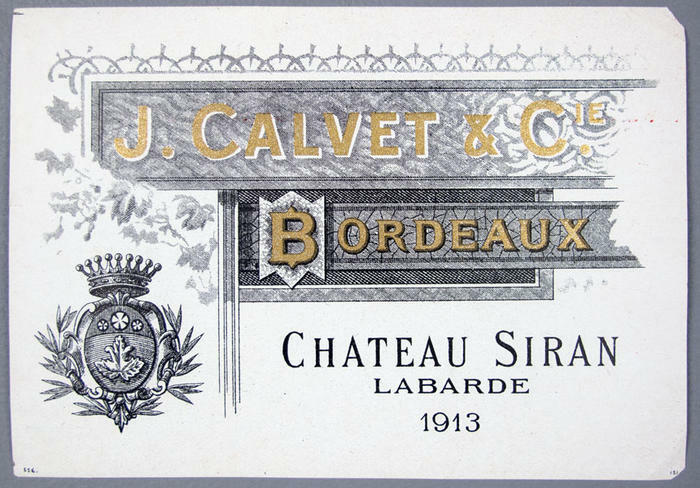 J. CALVET & CIE.
BORDEAUX
CHATEAU SIRAN
LABARDE
1913